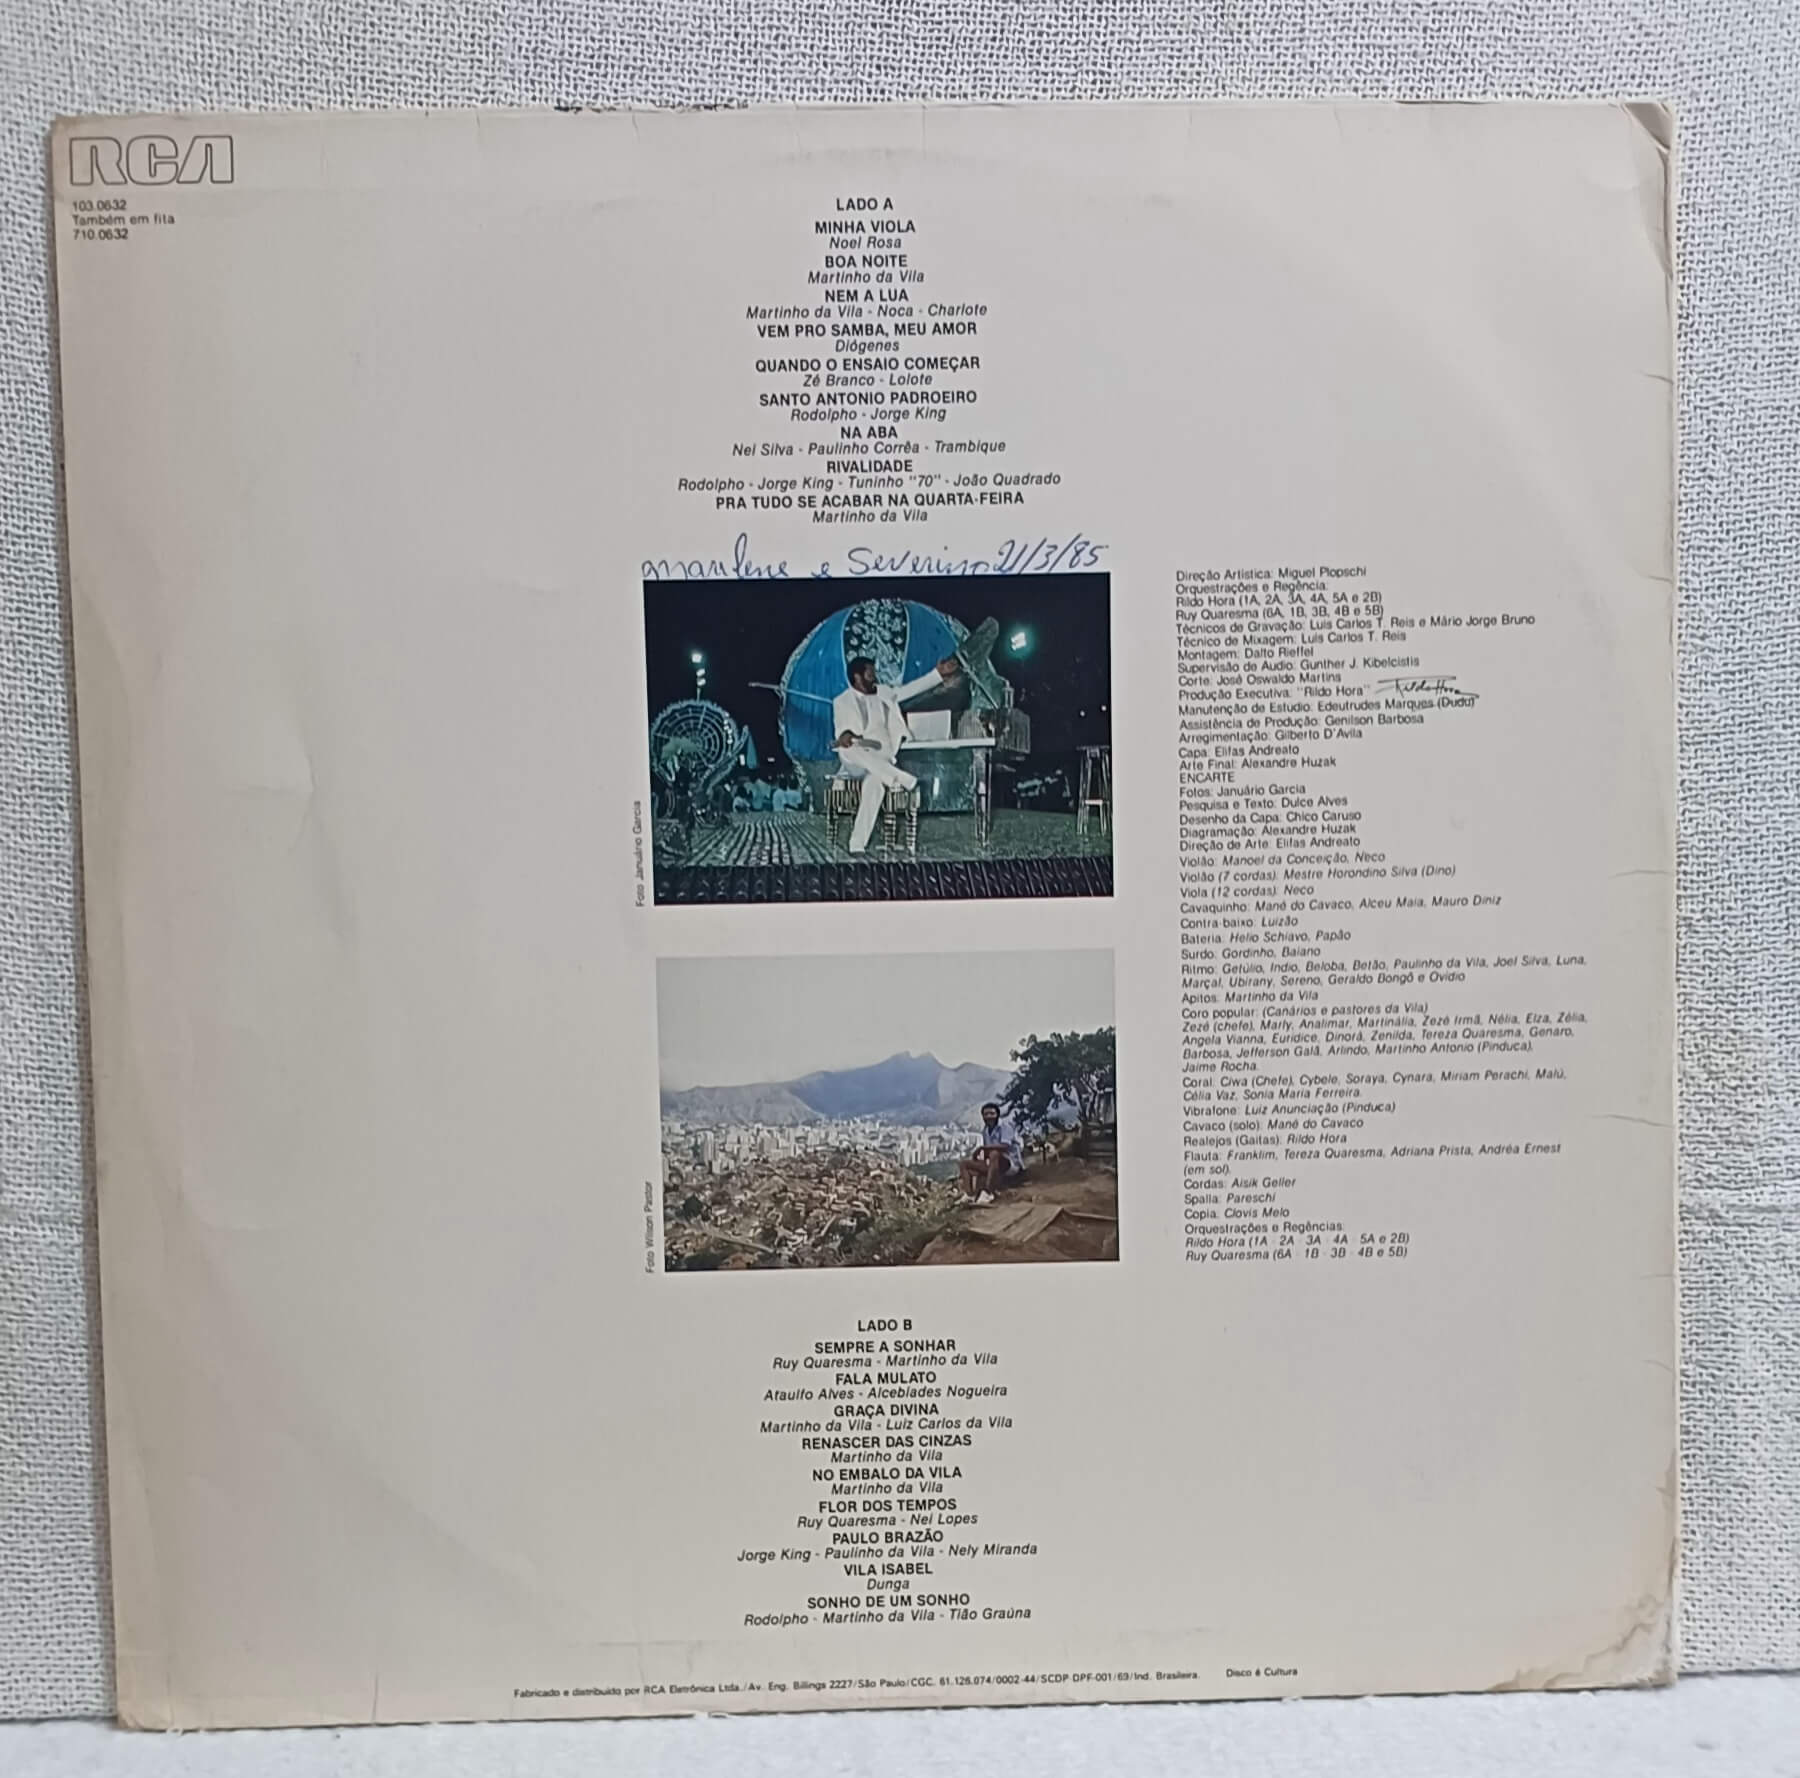 RCA
103.0632
Também em fita
710.0632
LADO A
MINHA VIOLA
Noel Rosa
BOA NOITE
Martinho da Vila
NEM A LUA
Martinho da Vila - Noca - Charlote
VEM PRO SAMBA, MEU AMOR
Diógenes
QUANDO O ENSAIO COMEÇAR
Zé Branco - Lolote
SANTO ANTONIO PADROEIRO
Rodolpho - Jorge King
NA ABA
Nei Silva - Paulinho Corrêa - Trambique
RIVALIDADE
Rodolpho - Jorge King - Tuninho "70" - João Quadrado
PRA TUDO SE ACABAR NA QUARTA-FEIRA
Martinho da Vila
Marlene e Severino 21/3/85
Foto Januário Garcia
Foto Wilson Pastor
Direção Artística: Miguel Plopschi
Orquestrações e Regência:
Rildo Hora (1A, 2A, 3A, 4A, 5A e 2B)
Ruy Quaresma (6A, 1B, 3B, 4B e 5B)
Técnicos de Gravação: Luis Carlos T. Reis e Mário Jorge Bruno
Técnico de Mixagem: Luis Carlos T. Reis
Montagem: Dalto Rieffel
Supervisão de Audio: Gunther J. Kibelcistis
Corte: José Oswaldo Martins
Produção Executiva: "Rildo Hora" Rildo Hora
Manutenção de Estudio: Edeutrudes Marques (Dudu)
Assistência de Produção: Genilson Barbosa
Arregimentação: Gilberto D'Avila
Capa: Elifas Andreato
Arte Final: Alexandre Huzak
ENCARTE
Fotos: Januário Garcia
Pesquisa e Texto: Dulce Alves
Desenho da Capa: Chico Caruso
Diagramação: Alexandre Huzak
Direção de Arte: Elifas Andreato
Violão: Manoel da Conceição, Neco
Violão (7 cordas): Mestre Horondino Silva (Dino)
Viola (12 cordas): Neco
Cavaquinho: Mané do Cavaco, Alceu Maia, Mauro Diniz
Contra-baixo: Luizão
Bateria: Helio Schiavo, Papão
Surdo: Gordinho, Baiano
Ritmo: Getúlio, Indio, Beloba, Betão, Paulinho da Vila, Joel Silva, Luna,
Marçal, Ubirany, Sereno, Geraldo Bongô e Ovidio
Apitos: Martinho da Vila
Coro popular: (Canários e pastores da Vila)
Zezé (chefe), Marly, Analimar, Martinália, Zezé Irmã, Nélia, Elza, Zélia,
Angela Vianna, Euridice, Dinorá, Zenilda, Tereza Quaresma, Genaro,
Barbosa, Jefferson Galã, Arlindo, Martinho Antonio (Pinduca),
Jaime Rocha.
Coral: Ciwa (Chefe), Cybele, Soraya, Cynara, Miriam Perachi, Malú,
Célia Vaz, Sonia Maria Ferreira.
Vibrafone: Luiz Anunciação (Pinduca)
Cavaco (solo): Mané do Cavaco
Realejos (Gaitas): Rildo Hora
Flauta: Franklim, Tereza Quaresma, Adriana Prista, Andréa Ernest
(em sol).
Cordas: Aisik Geller
Spalla: Pareschi
Copia: Clovis Melo
Orquestrações e Regências:
Rildo Hora (1A - 2A - 3A - 4A - 5A e 2B)
Ruy Quaresma (6A - 1B - 3B - 4B e 5B)
LADO B
SEMPRE A SONHAR
Ruy Quaresma - Martinho da Vila
FALA MULATO
Ataulfo Alves - Alcebiades Nogueira
GRAÇA DIVINA
Martinho da Vila - Luiz Carlos da Vila
RENASCER DAS CINZAS
Martinho da Vila
NO EMBALO DA VILA
Martinho da Vila
FLOR DOS TEMPOS
Ruy Quaresma - Nei Lopes
PAULO BRAZÃO
Jorge King - Paulinho da Vila - Nely Miranda
VILA ISABEL
Dunga
SONHO DE UM SONHO
Rodolpho - Martinho da Vila - Tião Graúna
Fabricado e distribuido por RCA Eletrônica Ltda./Av. Eng. Billings 2227/São Paulo/CGC. 61.126.074/0002-44/SCDP-DPF-001/69/Ind. Brasileira. Disco é Cultura